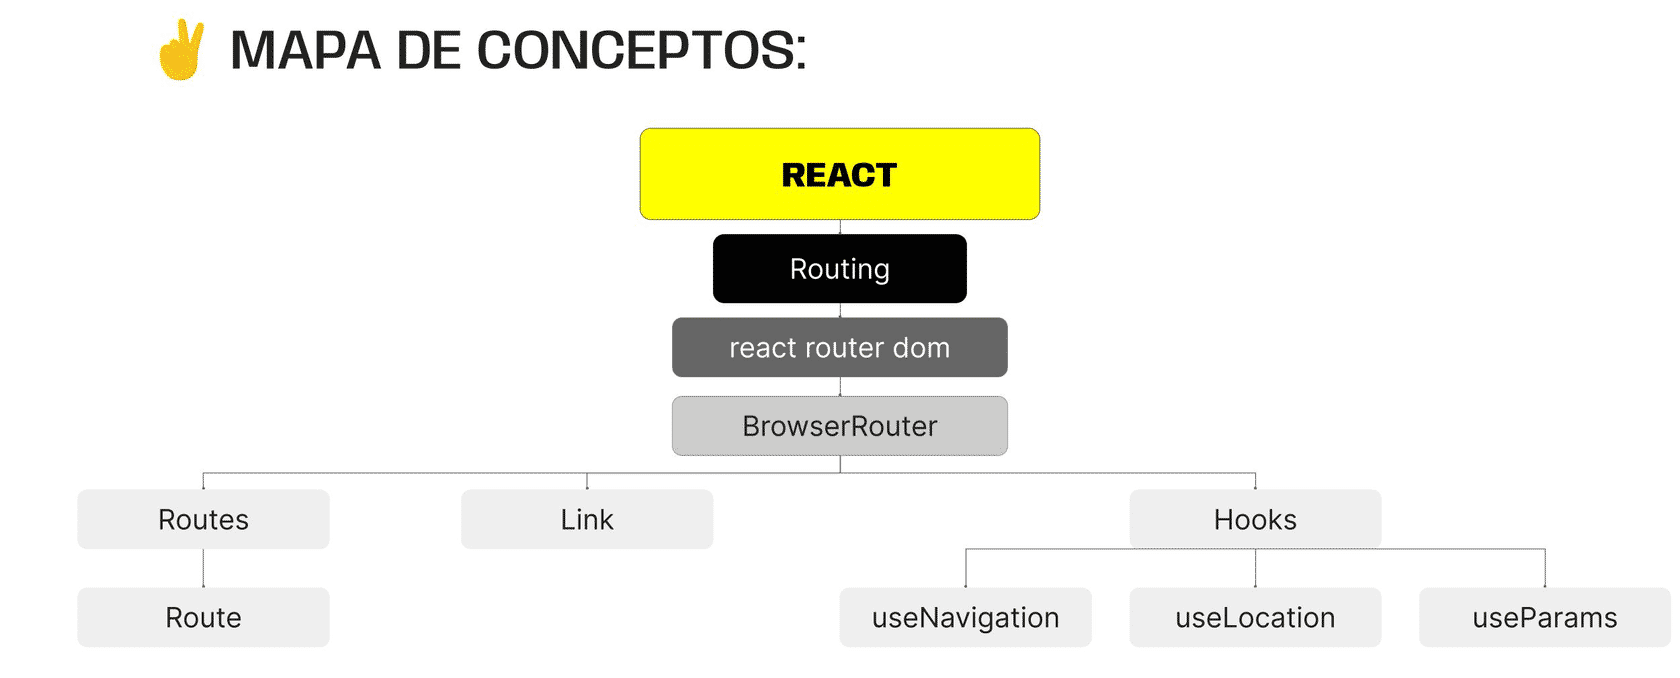 MAPA DE CONCEPTOS:
REACT
Routing
react router dom
BrowserRouter
Routes
Link
Hooks
Route
useNavigation
useLocation
useParams